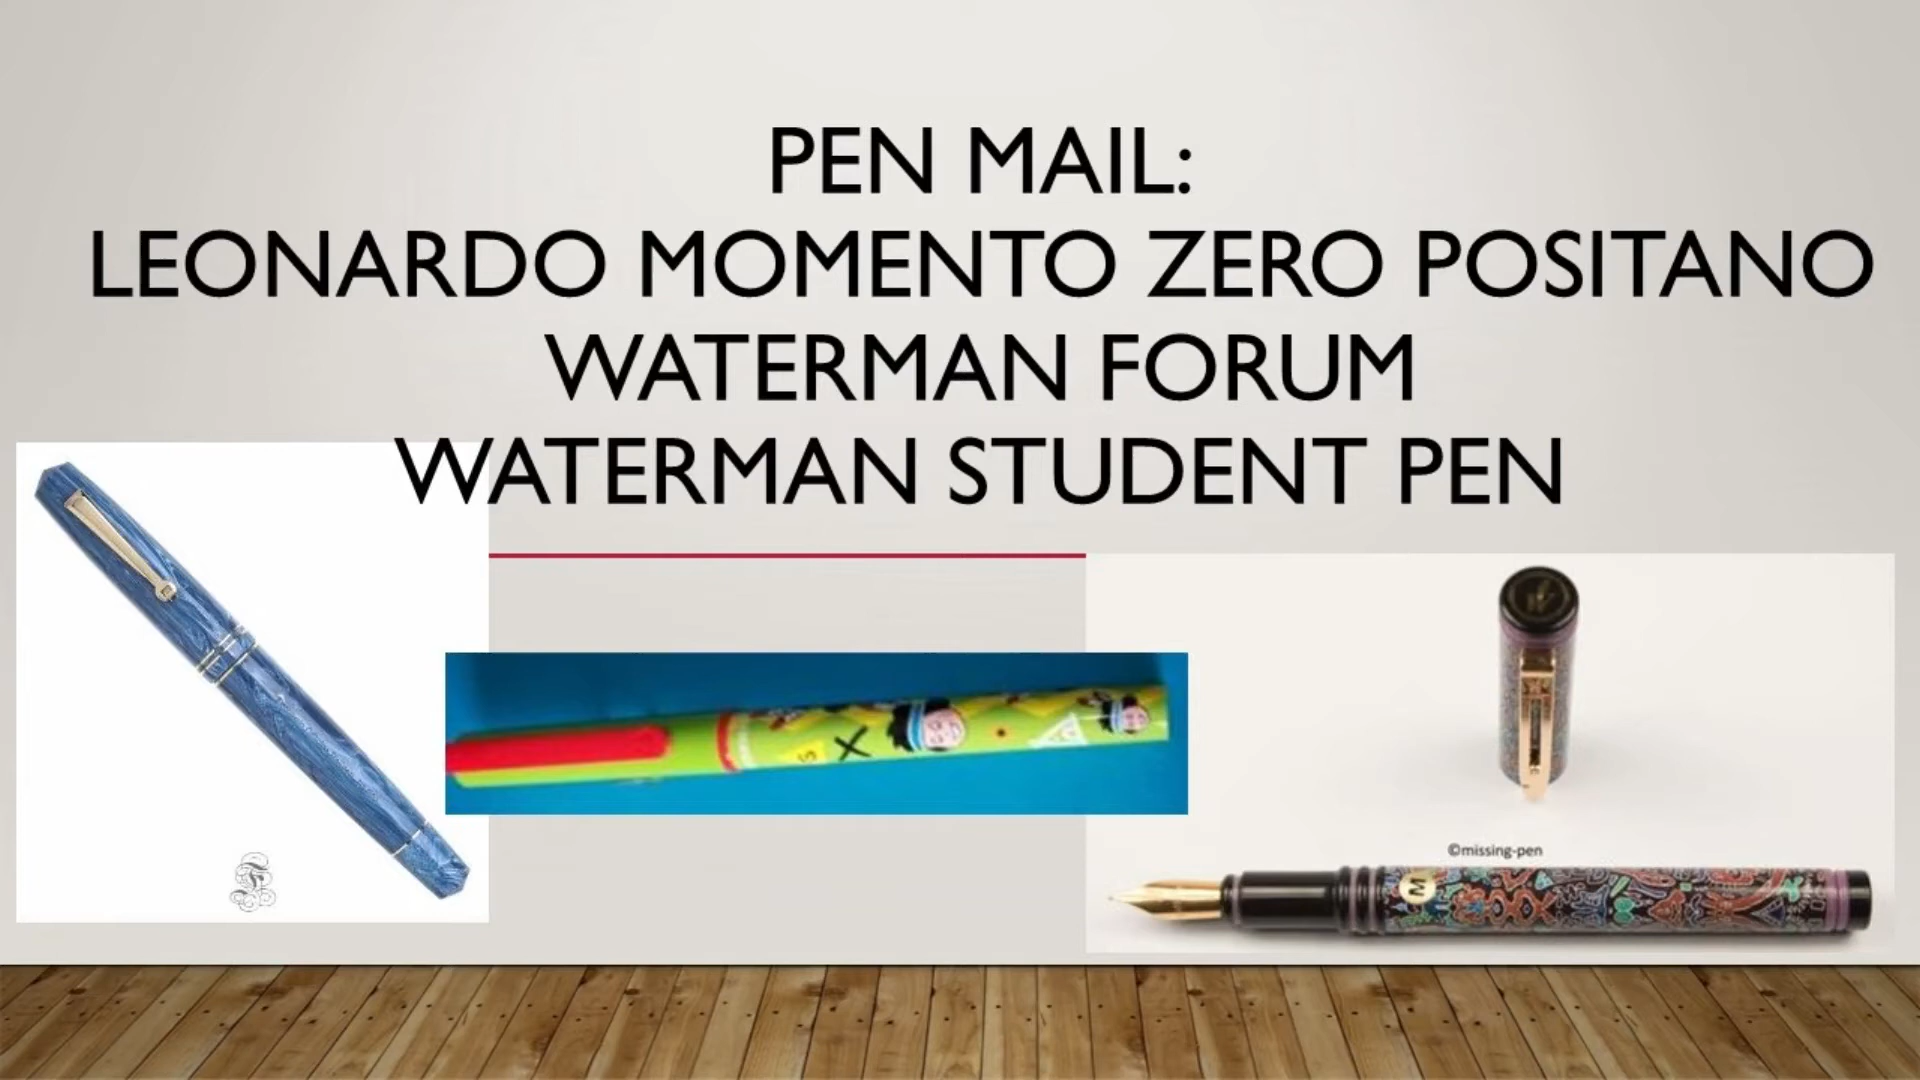 PEN MAIL:
LEONARDO MOMENTO ZERO POSITANO
WATERMAN FORUM
WATERMAN STUDENT PEN
©missing-pen
M